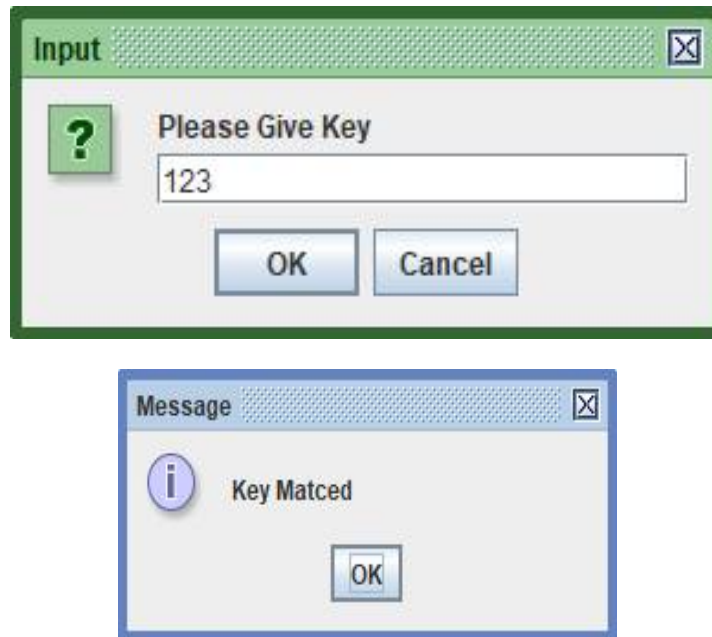 Input
?
Please Give Key
123
OK Cancel
Message
i
Key Matced
OK